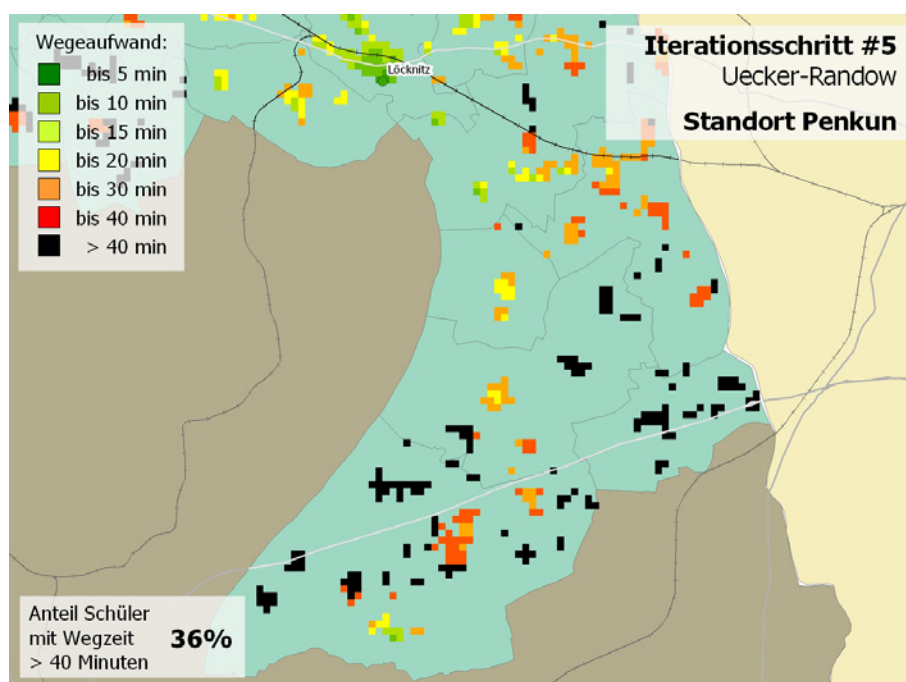 Wegeaufwand:
bis 5 min
bis 10 min
bis 15 min
bis 20 min
bis 30 min
bis 40 min
> 40 min
Löcknitz
Iterationsschritt #5
Uecker-Randow
Standort Penkun
Anteil Schüler
mit Wegzeit
> 40 Minuten
36%